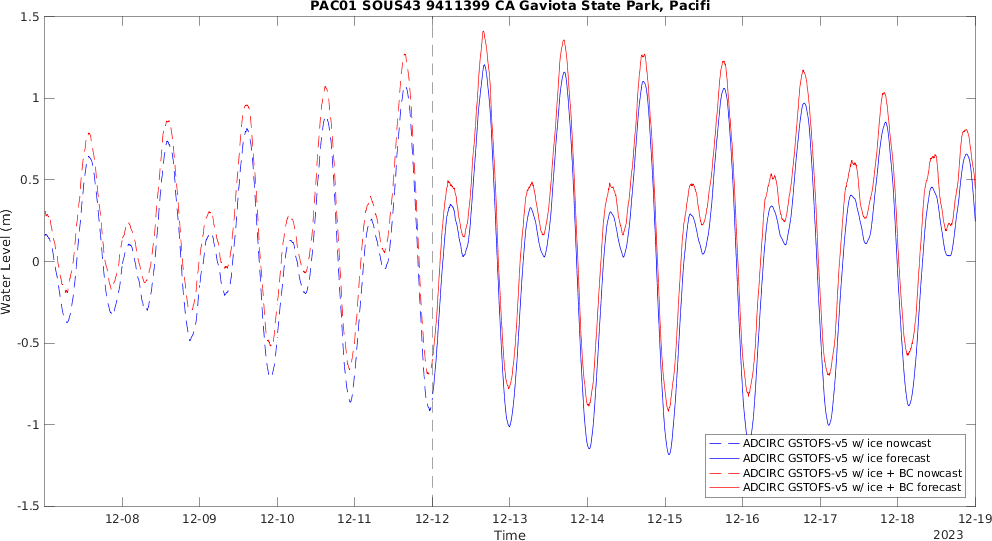 PAC01 SOUS43 9411399 CA Gaviota State Park, Pacifi
1.5
1
0.5
0
-0.5
-1
-1.5
Water Level (m)
ADCIRC GSTOFS-v5 w/ ice nowcast
ADCIRC GSTOFS-v5 w/ ice forecast
ADCIRC GSTOFS-v5 w/ ice + BC nowcast
ADCIRC GSTOFS-v5 w/ ice + BC forecast
12-08 12-09 12-10 12-11 12-12 12-13 12-14 12-15 12-16 12-17 12-18 12-19
Time
2023